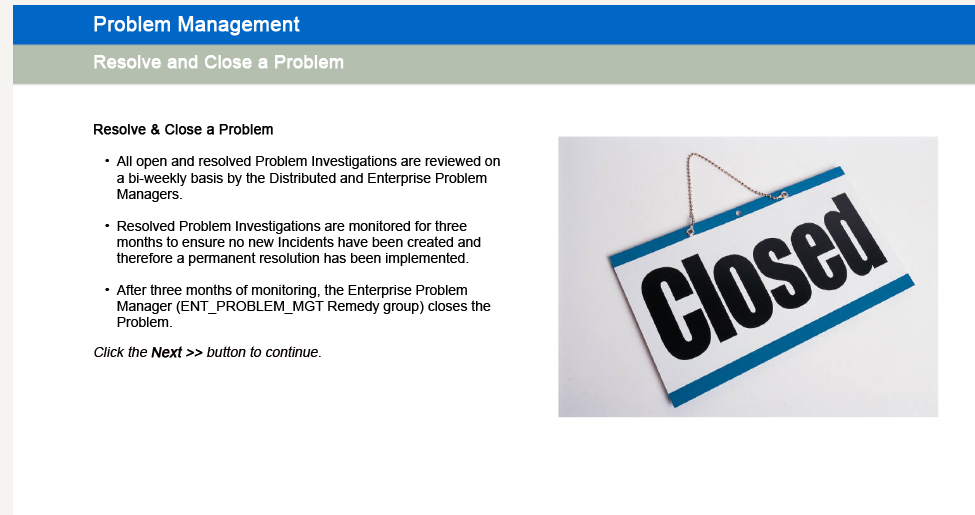 Problem Management
Resolve and Close a Problem
Resolve & Close a Problem
• All open and resolved Problem Investigations are reviewed on
a bi-weekly basis by the Distributed and Enterprise Problem
Managers.
• Resolved Problem Investigations are monitored for three
months to ensure no new Incidents have been created and
therefore a permanent resolution has been implemented.
• After three months of monitoring, the Enterprise Problem
Manager (ENT_PROBLEM_MGT Remedy group) closes the
Problem.
Click the Next >> button to continue.
Closed